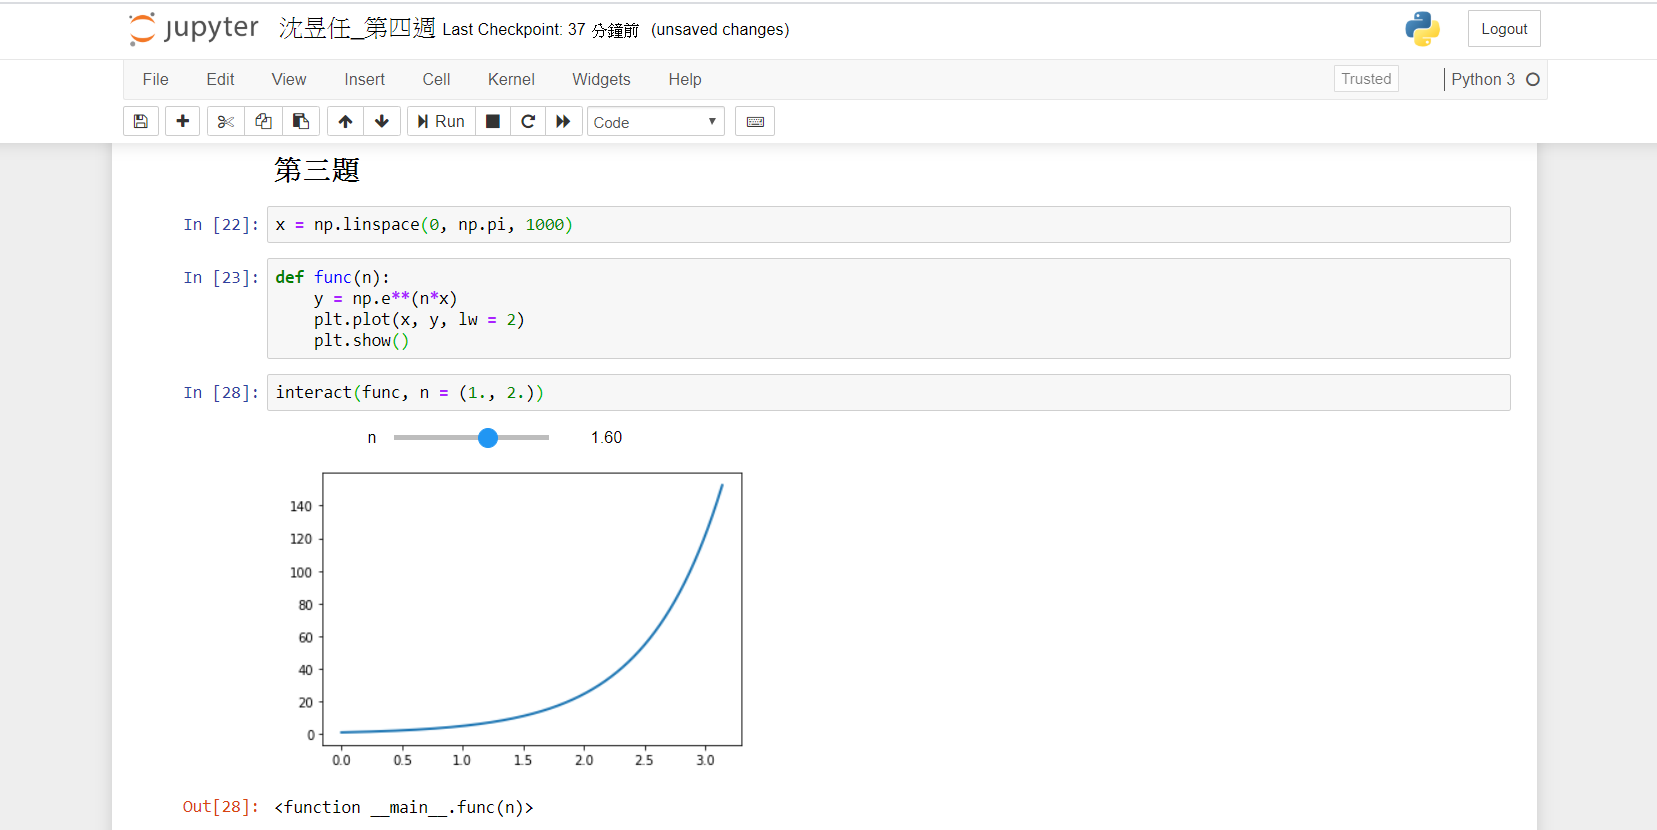 jupyter 沈昱任_第四週 Last Checkpoint: 37 分鐘前 (unsaved changes) Logout
File Edit View Insert Cell Kernel Widgets Help Trusted Python 3
Run Code
第三題
In [22]: x = np.linspace(0, np.pi, 1000)
In [23]: def func(n):
y = np.e**(n*x)
plt.plot(x, y, lw = 2)
plt.show()
In [28]: interact(func, n = (1., 2.))
n 1.60
140
120
100
80
60
40
20
0
0.0 0.5 1.0 1.5 2.0 2.5 3.0
Out[28]: <function __main__.func(n)>